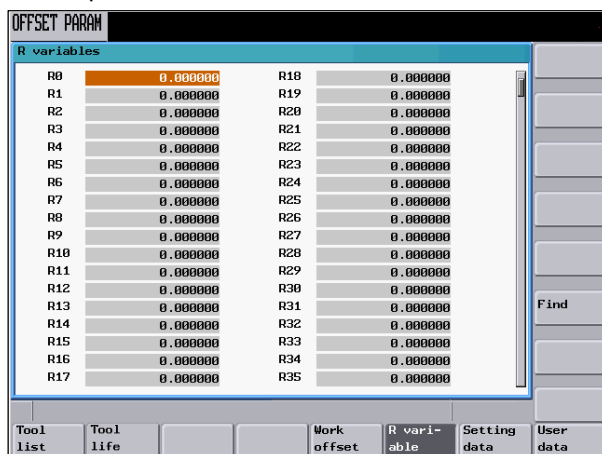 OFFSET PARAM
R variables
R0 0.000000 R18 0.000000
R1 0.000000 R19 0.000000
R2 0.000000 R20 0.000000
R3 0.000000 R21 0.000000
R4 0.000000 R22 0.000000
R5 0.000000 R23 0.000000
R6 0.000000 R24 0.000000
R7 0.000000 R25 0.000000
R8 0.000000 R26 0.000000
R9 0.000000 R27 0.000000
R10 0.000000 R28 0.000000
R11 0.000000 R29 0.000000
R12 0.000000 R30 0.000000
R13 0.000000 R31 0.000000
R14 0.000000 R32 0.000000
R15 0.000000 R33 0.000000
R16 0.000000 R34 0.000000
R17 0.000000 R35 0.000000
Find
Tool Tool Work R vari- Setting User
list life offset able data data